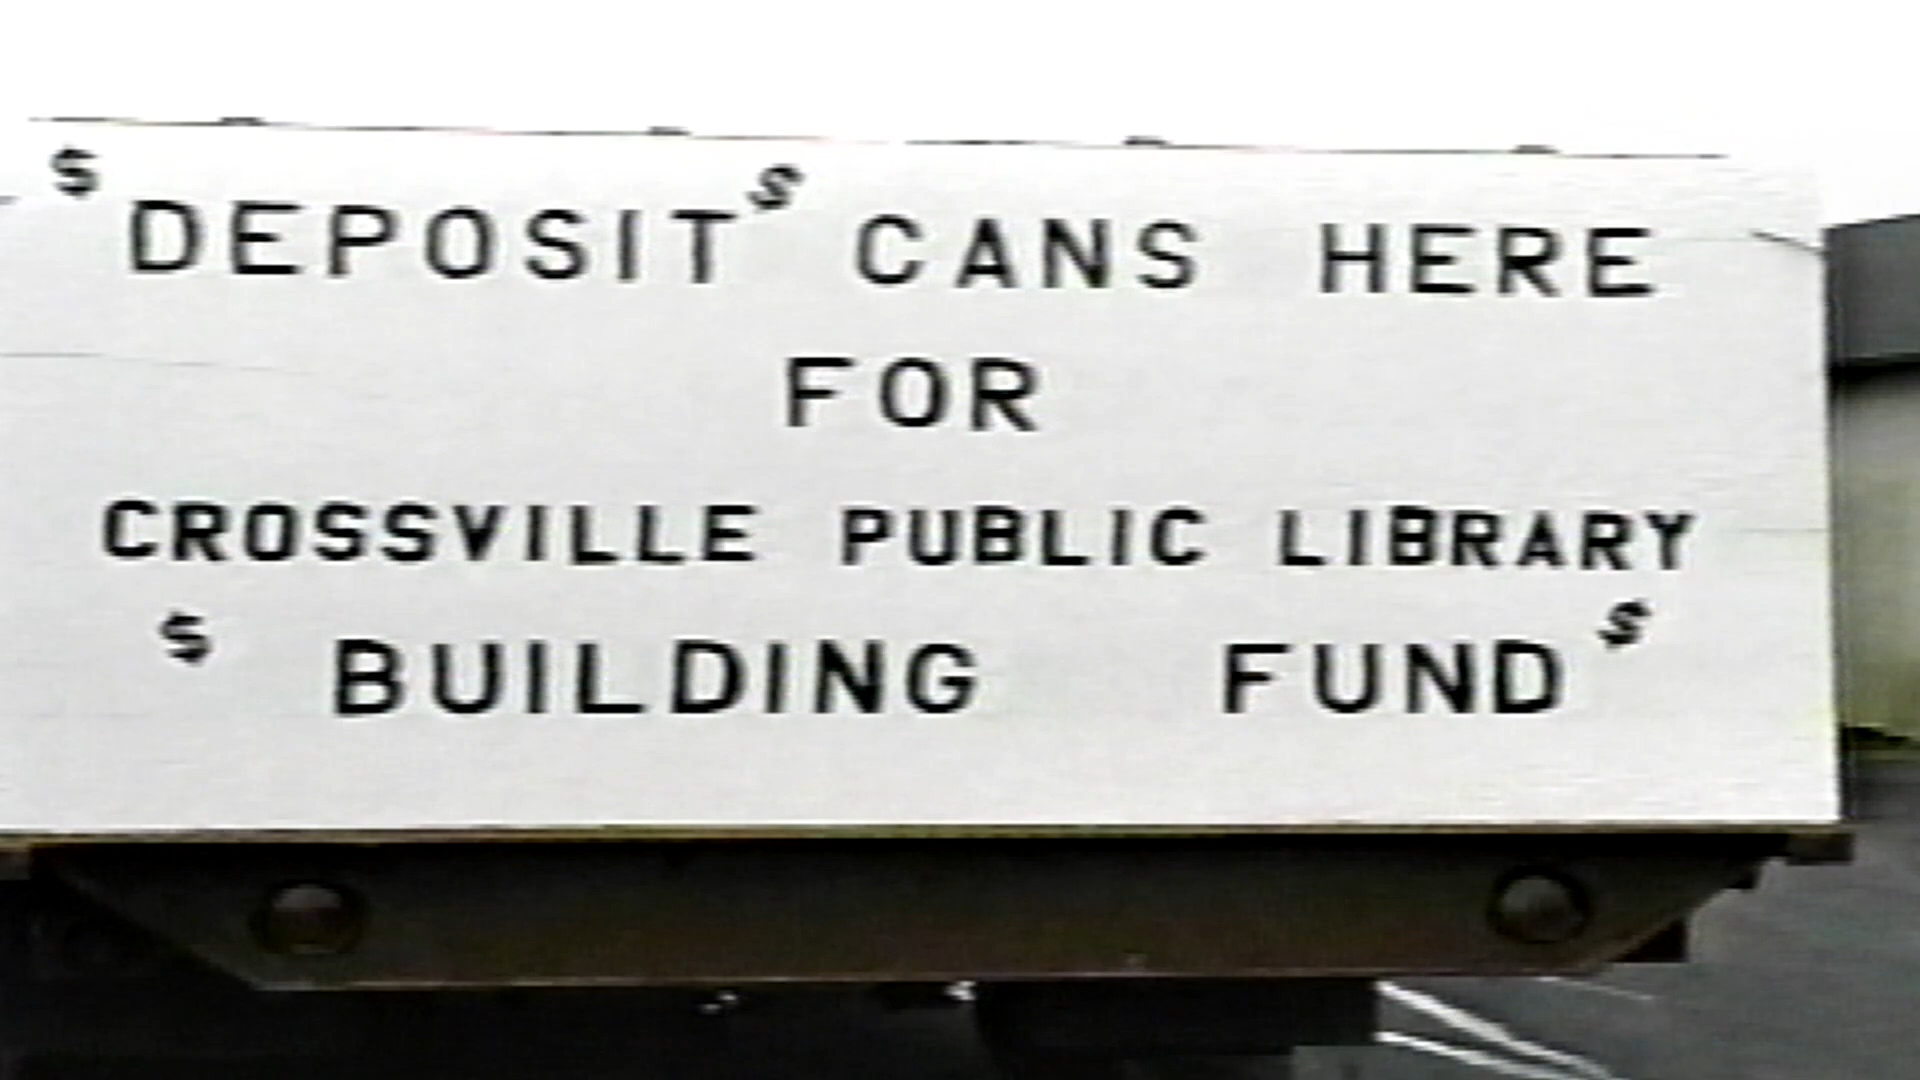 $ DEPOSIT $ CANS HERE
FOR
CROSSVILLE PUBLIC LIBRARY
$ BUILDING FUND $